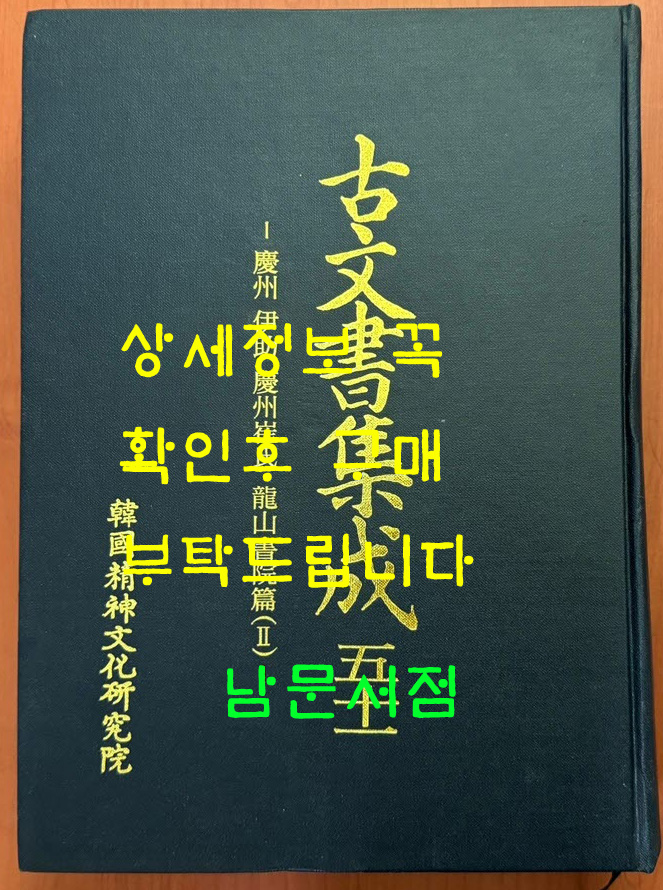 古文書集成 五十一
- 慶州 伊助 慶州崔氏 龍山書院篇(Ⅱ)
韓國精神文化研究院
상세정보 꼭
확인후 구매
부탁드립니다
남문서점